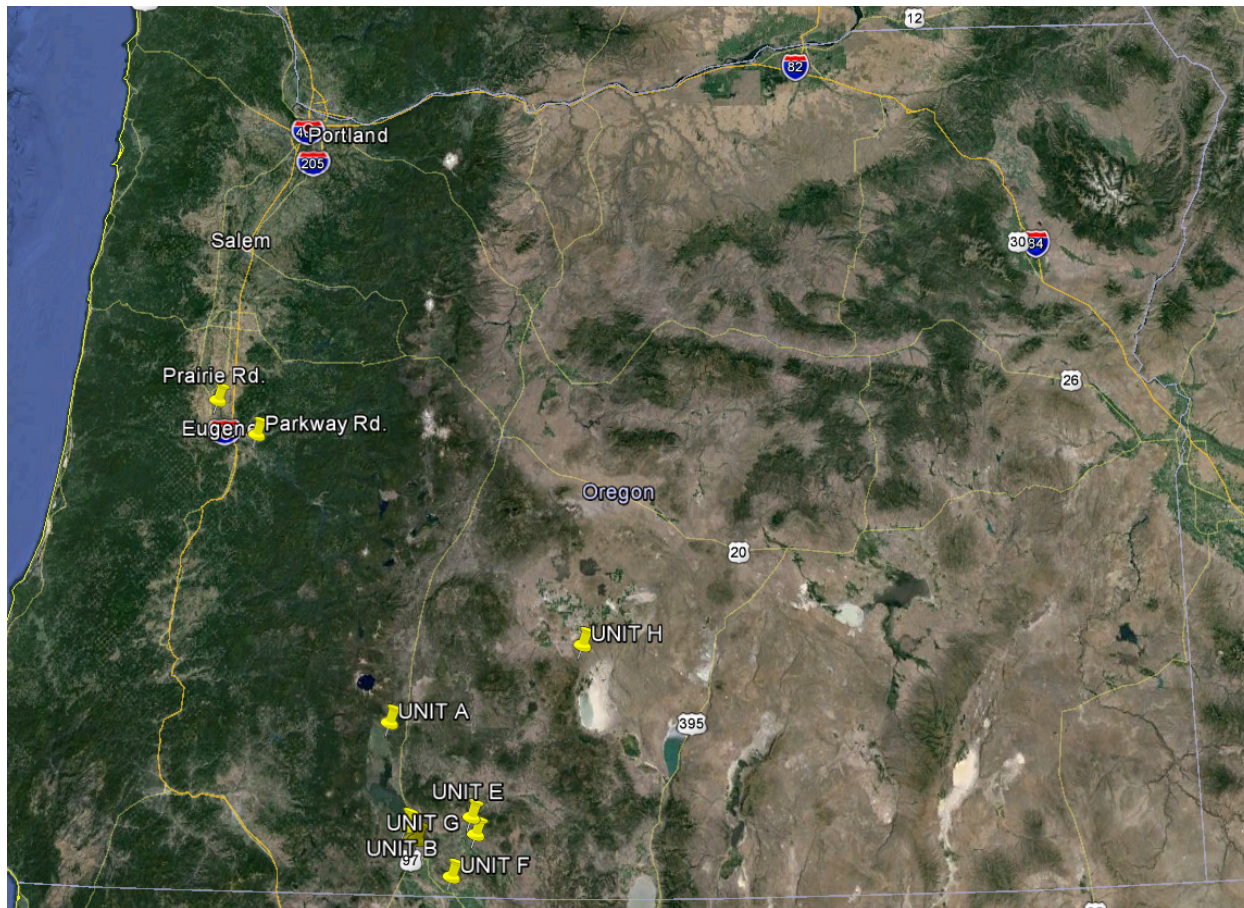 12
82
Portland
205
Salem
30
84
Prairie Rd.
26
Eugene
Parkway Rd.
Oregon
20
UNIT H
UNIT A
395
UNIT E
UNIT G
UNIT B
97
UNIT F